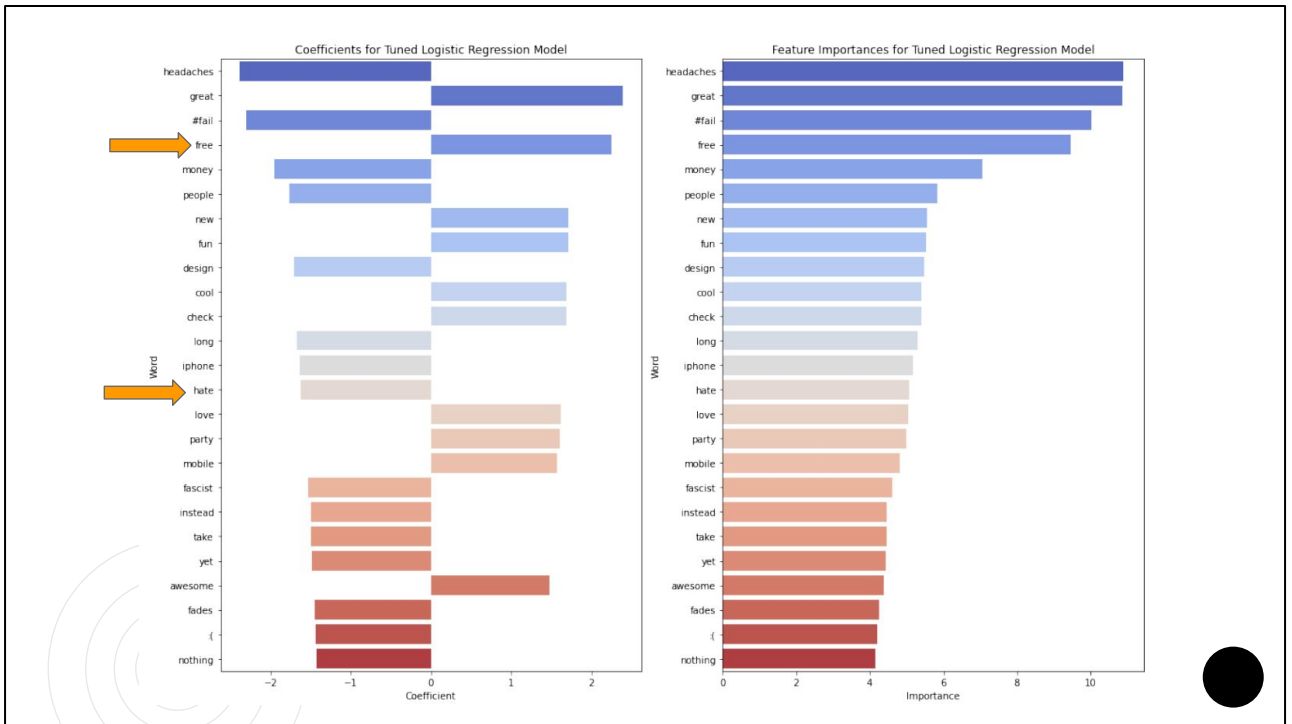 Coefficients for Tuned Logistic Regression Model
headaches
great
#fail
free
money
people
new
fun
design
cool
check
long
iphone
hate
love
party
mobile
fascist
instead
take
yet
awesome
fades
:(
nothing
Word
−2 −1 0 1 2
Coefficient
Feature Importances for Tuned Logistic Regression Model
headaches
great
#fail
free
money
people
new
fun
design
cool
check
long
iphone
hate
love
party
mobile
fascist
instead
take
yet
awesome
fades
:(
nothing
Word
0 2 4 6 8 10
Importance